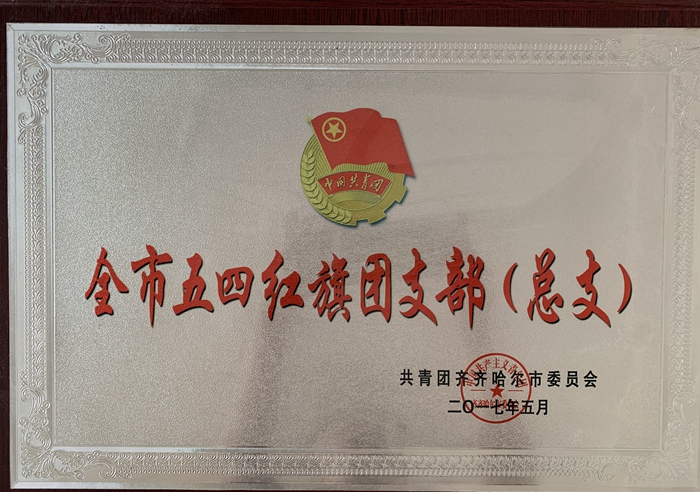 中国共青团
全市五四红旗团支部（总支）
共青团齐齐哈尔市委员会
二〇一七年五月